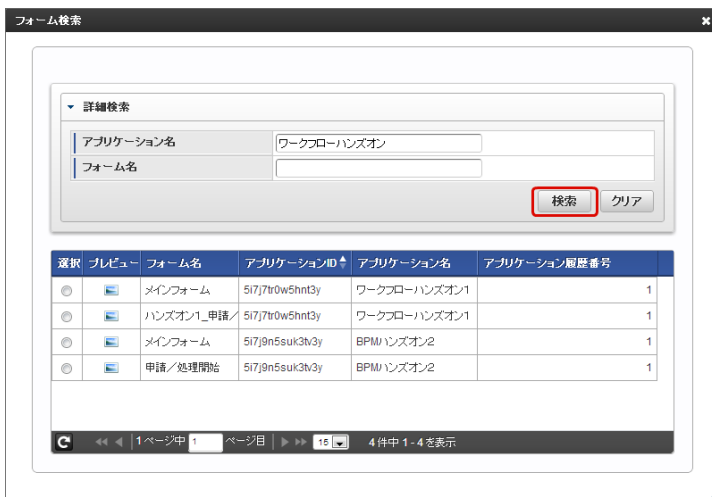 フォーム検索
詳細検索
アプリケーション名 ワークフローハンズオン
フォーム名
検索 クリア
選択 プレビュー フォーム名 アプリケーションID アプリケーション名 アプリケーション履歴番号
メインフォーム 5i7j7tr0w5hnt3y ワークフローハンズオン1 1
ハンズオン1_申請／ 5i7j7tr0w5hnt3y ワークフローハンズオン1 1
メインフォーム 5i7j9n5suk3tv3y BPMハンズオン2 1
申請／処理開始 5i7j9n5suk3tv3y BPMハンズオン2 1
1ページ中 1 ページ目 15 4 件中 1 - 4 を表示